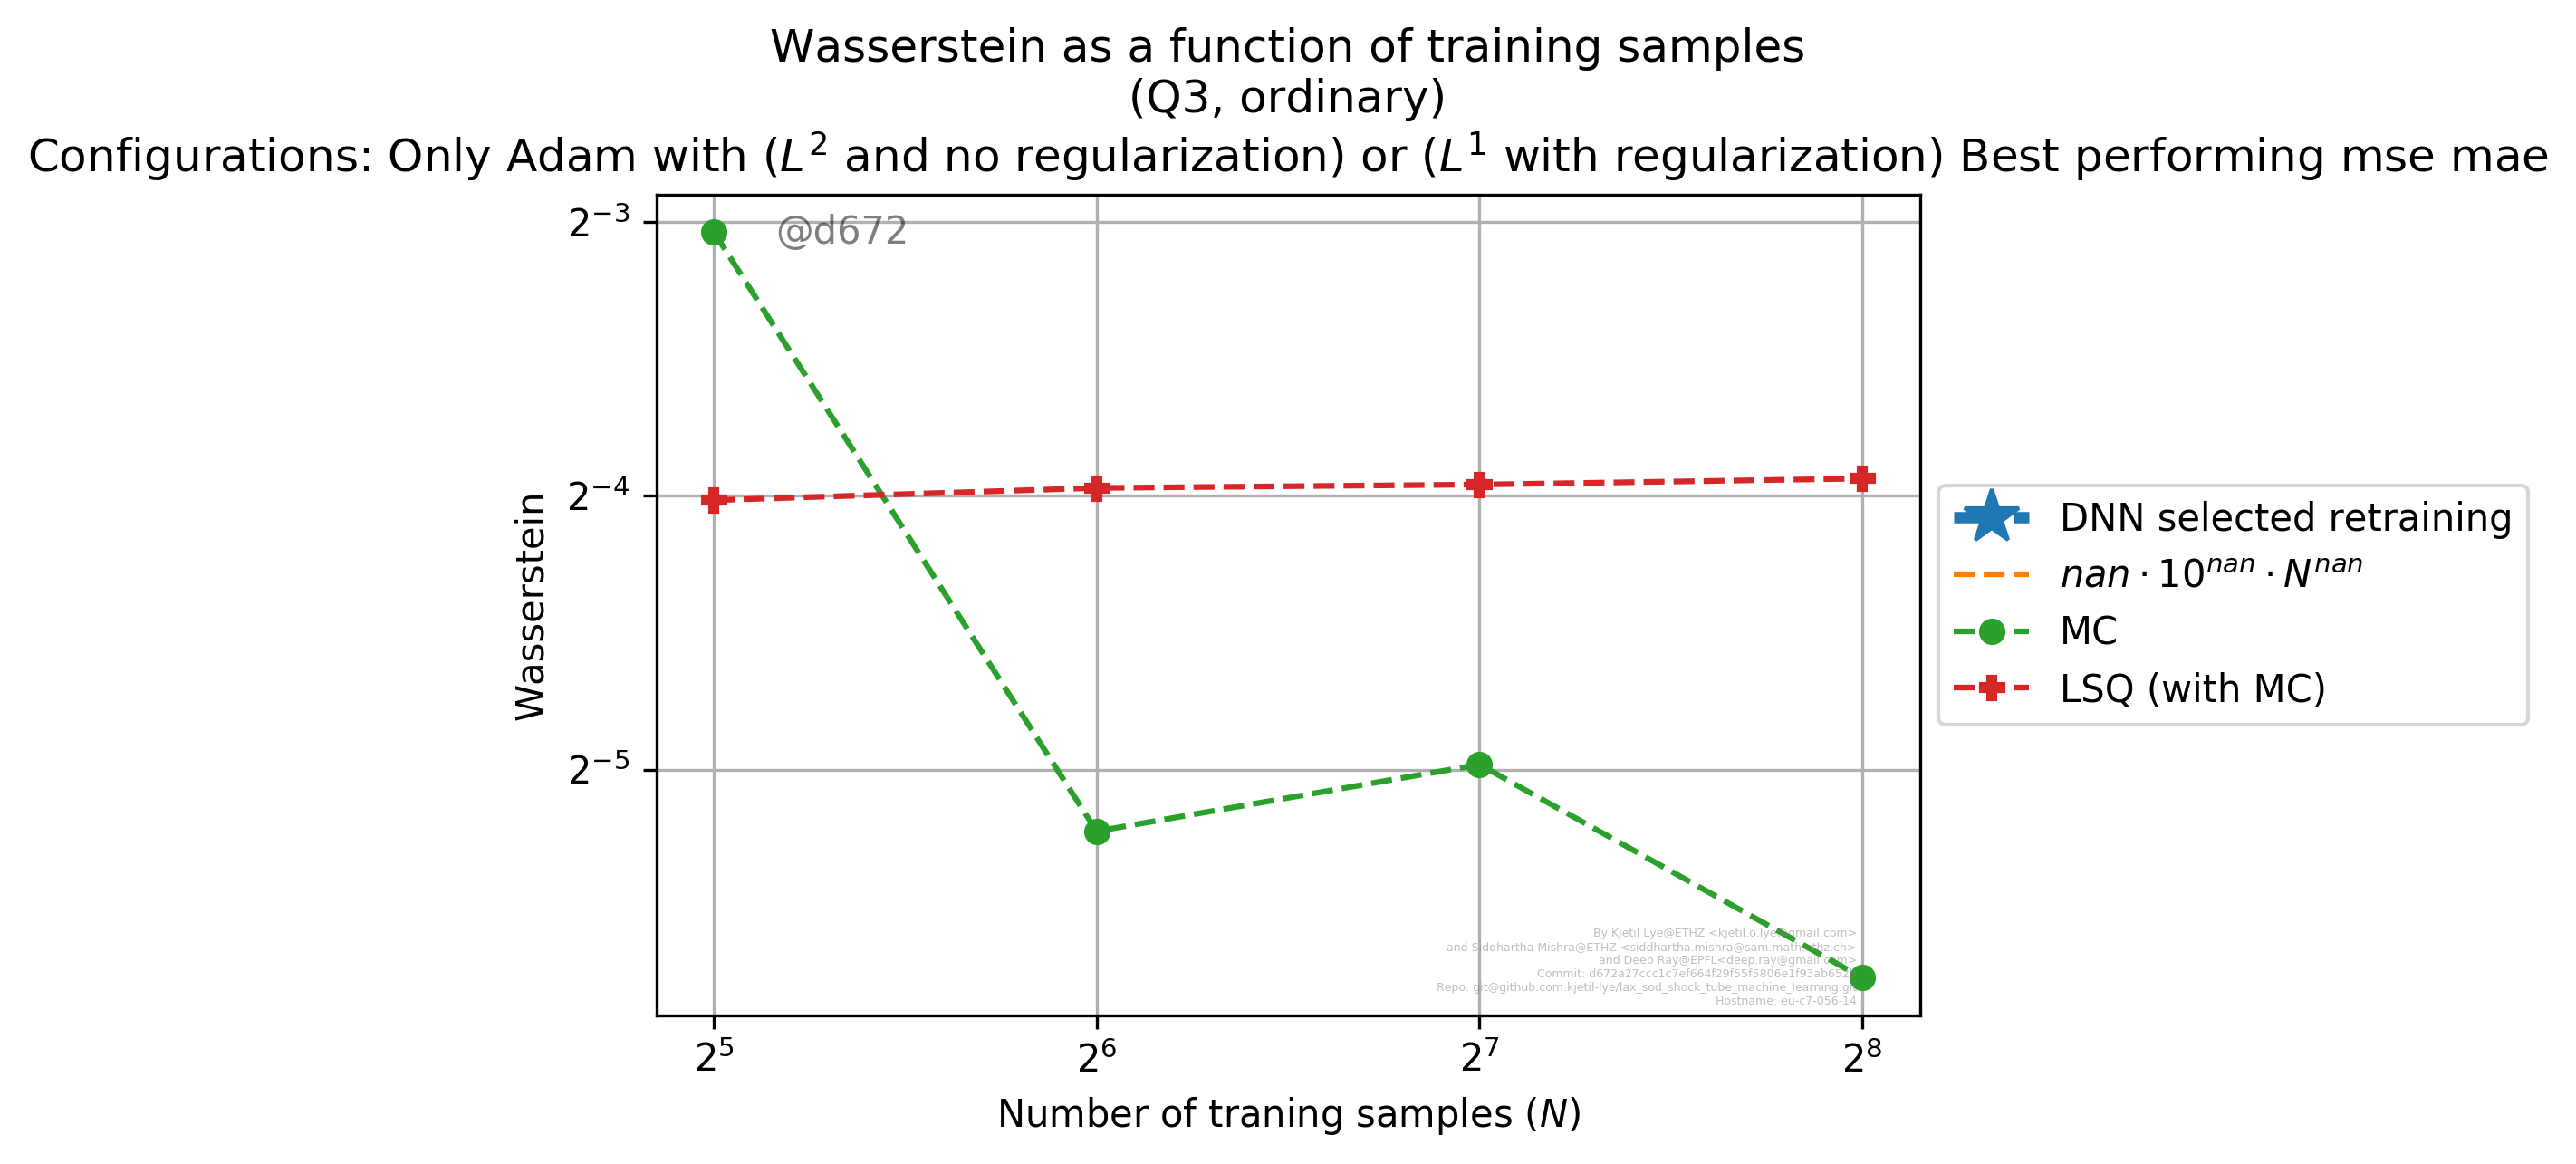 Wasserstein as a function of training samples
(Q3, ordinary)
Configurations: Only Adam with (L² and no regularization) or (L¹ with regularization) Best performing mse mae
@d672
2⁻³
2⁻⁴
2⁻⁵
Wasserstein
2⁵ 2⁶ 2⁷ 2⁸
Number of traning samples (N)
DNN selected retraining
nan · 10ⁿᵃⁿ · Nⁿᵃⁿ
MC
LSQ (with MC)
By Kjetil Lye@ETHZ <kjetil.o.lye@gmail.com>
and Siddhartha Mishra@ETHZ <siddhartha.mishra@sam.math.ethz.ch>
and Deep Ray@EPFL<deep.ray@gmail.com>
Commit:
Repo: git@github.com:kjetil-lye/lax_sod_shock_tube_machine_learning.git
Hostname: eu-c7-056-14